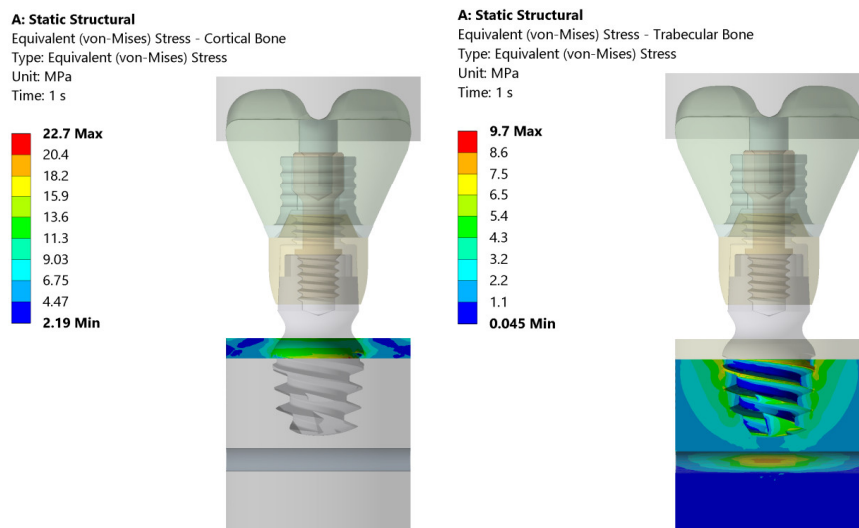 A: Static Structural
Equivalent (von-Mises) Stress - Cortical Bone
Type: Equivalent (von-Mises) Stress
Unit: MPa
Time: 1 s
22.7 Max
20.4
18.2
15.9
13.6
11.3
9.03
6.75
4.47
2.19 Min
A: Static Structural
Equivalent (von-Mises) Stress - Trabecular Bone
Type: Equivalent (von-Mises) Stress
Unit: MPa
Time: 1 s
9.7 Max
8.6
7.5
6.5
5.4
4.3
3.2
2.2
1.1
0.045 Min